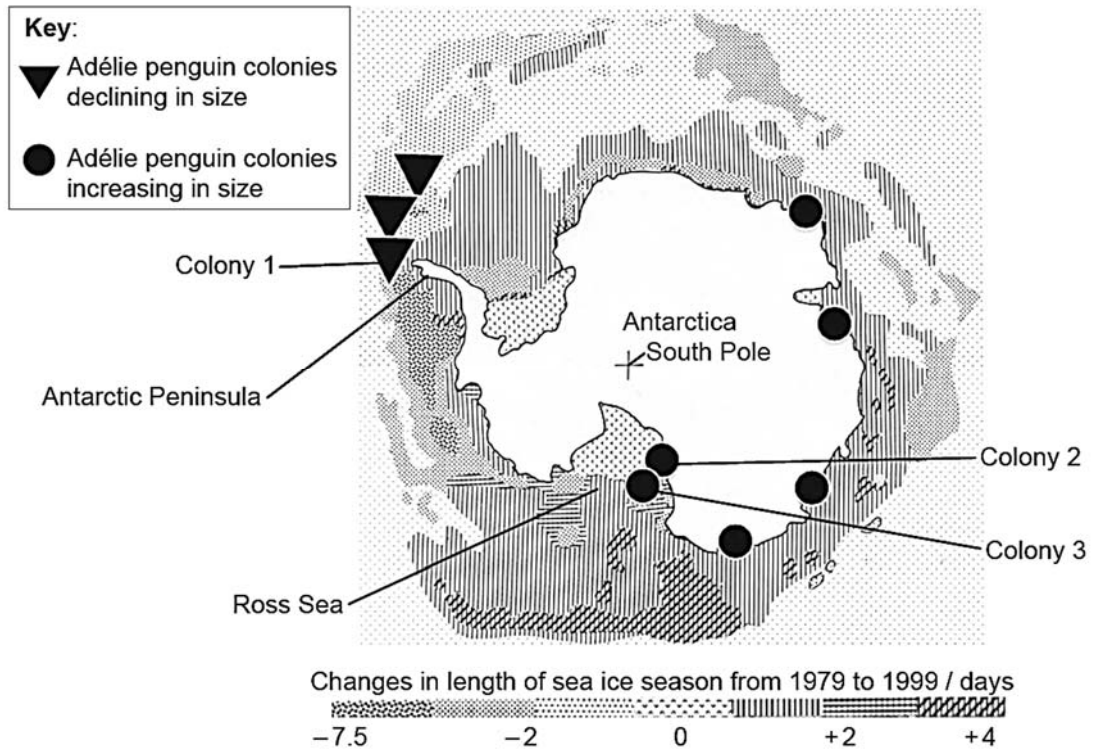 Key:
Adélie penguin colonies
declining in size
Adélie penguin colonies
increasing in size
Colony 1
Antarctica
South Pole
Antarctic Peninsula
Colony 2
Colony 3
Ross Sea
Changes in length of sea ice season from 1979 to 1999 / days
–7.5 –2 0 +2 +4